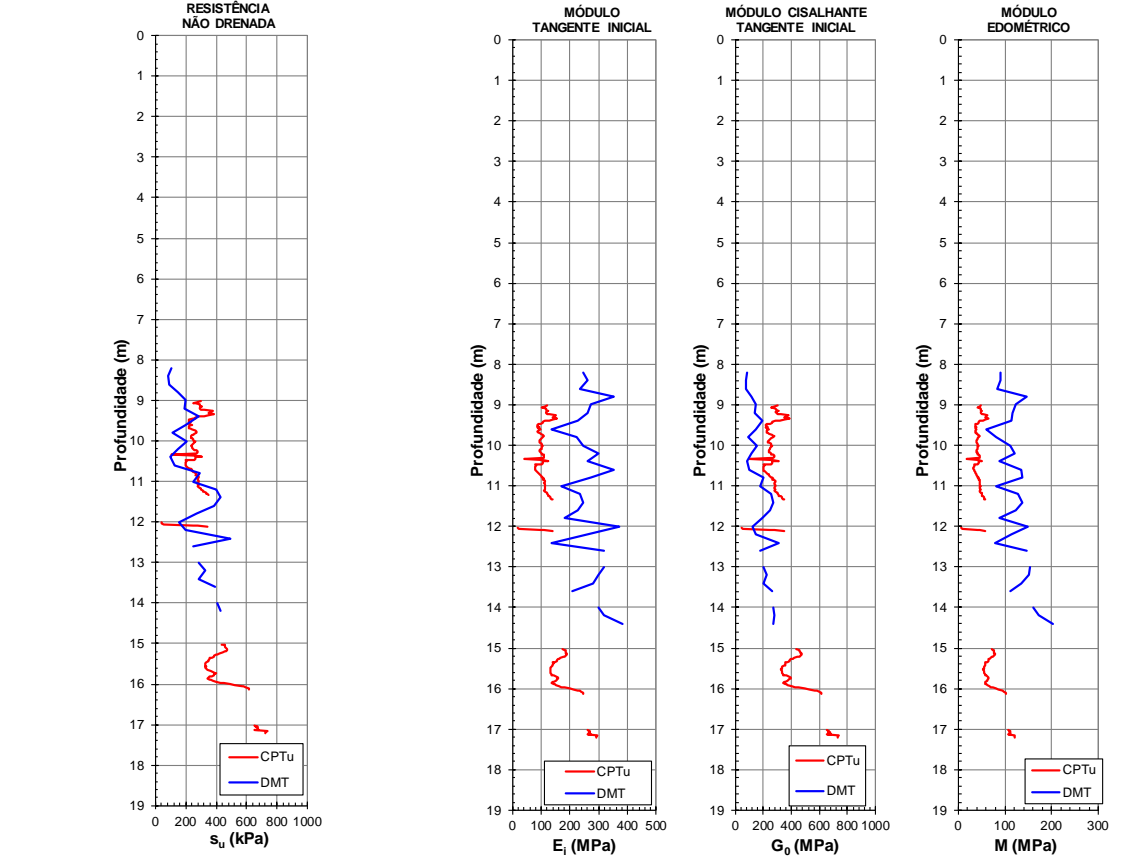 RESISTÊNCIA
NÃO DRENADA
0
1
2
3
4
5
6
7
8
9
10
11
12
13
14
15
16
17
18
19
Profundidade (m)
CPTu
DMT
0 200 400 600 800 1000
su (kPa)
MÓDULO
TANGENTE INICIAL
0
1
2
3
4
5
6
7
8
9
10
11
12
13
14
15
16
17
18
19
Profundidade (m)
CPTu
DMT
0 100 200 300 400 500
Ei (MPa)
MÓDULO CISALHANTE
TANGENTE INICIAL
0
1
2
3
4
5
6
7
8
9
10
11
12
13
14
15
16
17
18
19
Profundidade (m)
CPTu
DMT
0 200 400 600 800 1000
G0 (MPa)
MÓDULO
EDOMÉTRICO
0
1
2
3
4
5
6
7
8
9
10
11
12
13
14
15
16
17
18
19
Profundidade (m)
CPTu
DMT
0 100 200 300
M (MPa)